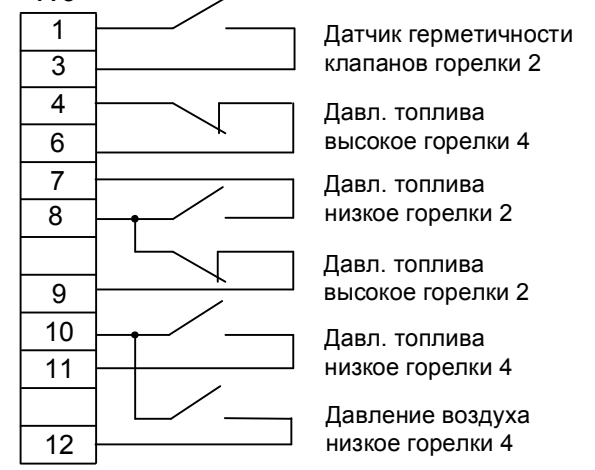 1
Датчик герметичности
3
клапанов горелки 2
4
Давл. топлива
6
высокое горелки 4
7
Давл. топлива
8
низкое горелки 2
Давл. топлива
9
высокое горелки 2
10
Давл. топлива
11
низкое горелки 4
Давление воздуха
12
низкое горелки 4